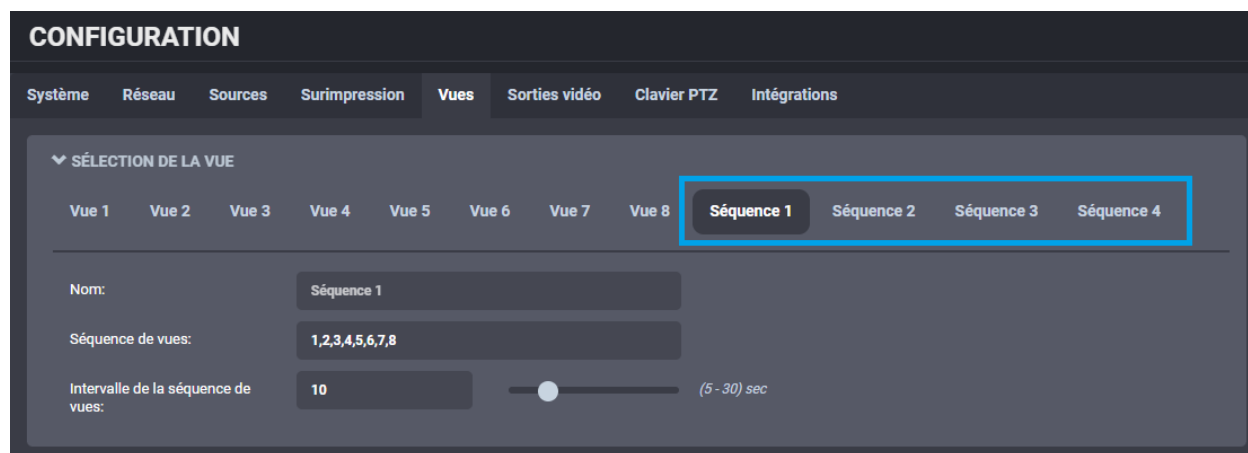 CONFIGURATION
Système Réseau Sources Surimpression Vues Sorties vidéo Clavier PTZ Intégrations
SÉLECTION DE LA VUE
Vue 1 Vue 2 Vue 3 Vue 4 Vue 5 Vue 6 Vue 7 Vue 8 Séquence 1 Séquence 2 Séquence 3 Séquence 4
Nom: Séquence 1
Séquence de vues: 1,2,3,4,5,6,7,8
Intervalle de la séquence de vues: 10 (5 - 30) sec